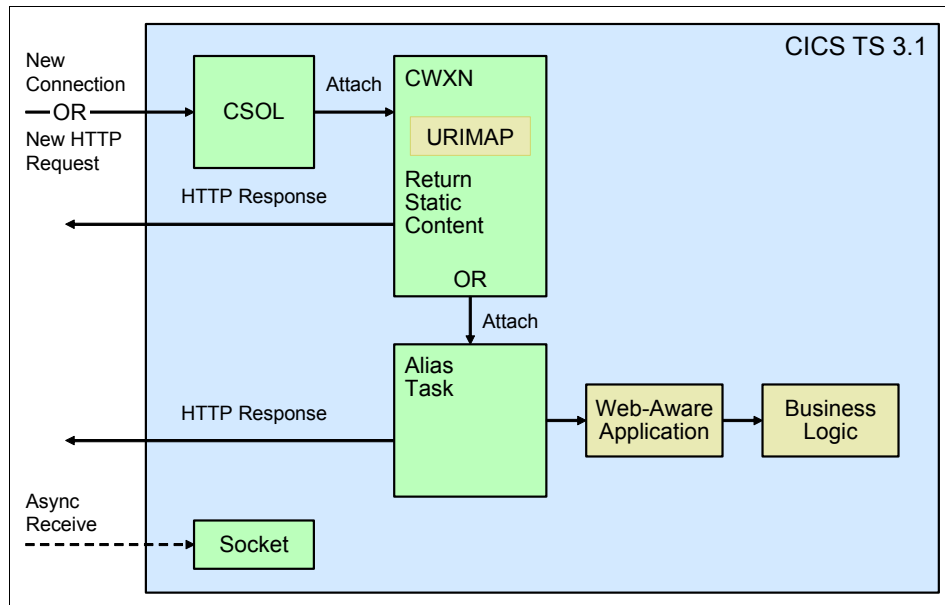 CICS TS 3.1
New
Connection
OR
New HTTP
Request
CSOL
Attach
CWXN
URIMAP
Return
Static
Content
OR
HTTP Response
Attach
Alias
Task
HTTP Response
Web-Aware
Application
Business
Logic
Async
Receive
Socket